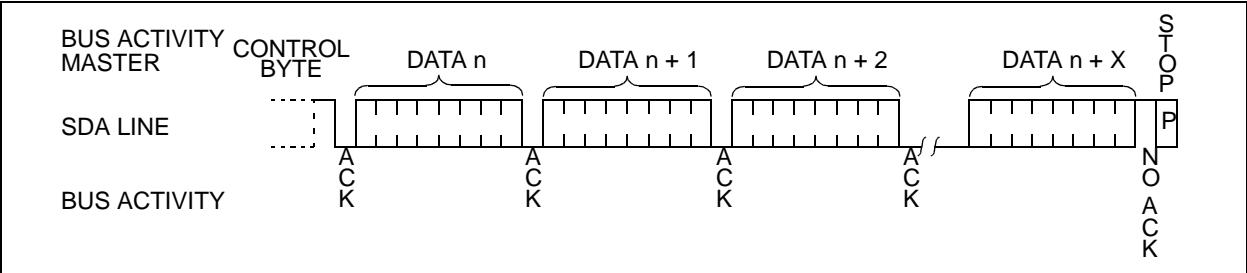 BUS ACTIVITY
MASTER
CONTROL
BYTE
DATA n
DATA n + 1
DATA n + 2
DATA n + X
STOP
SDA LINE
P
ACK
ACK
ACK
ACK
NO ACK
BUS ACTIVITY